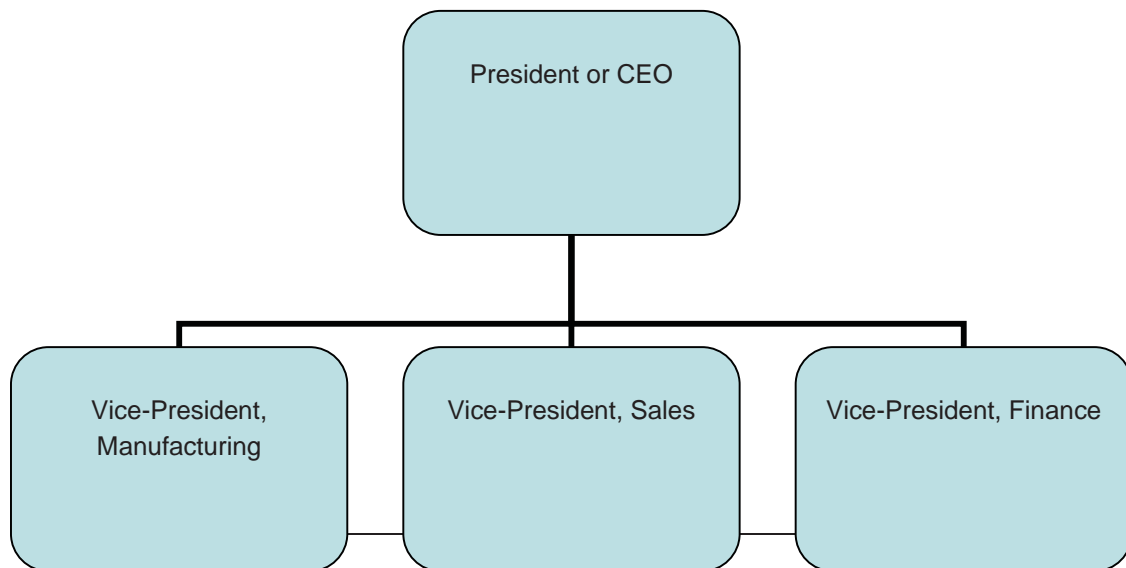 President or CEO
Vice-President,
Manufacturing
Vice-President, Sales
Vice-President, Finance